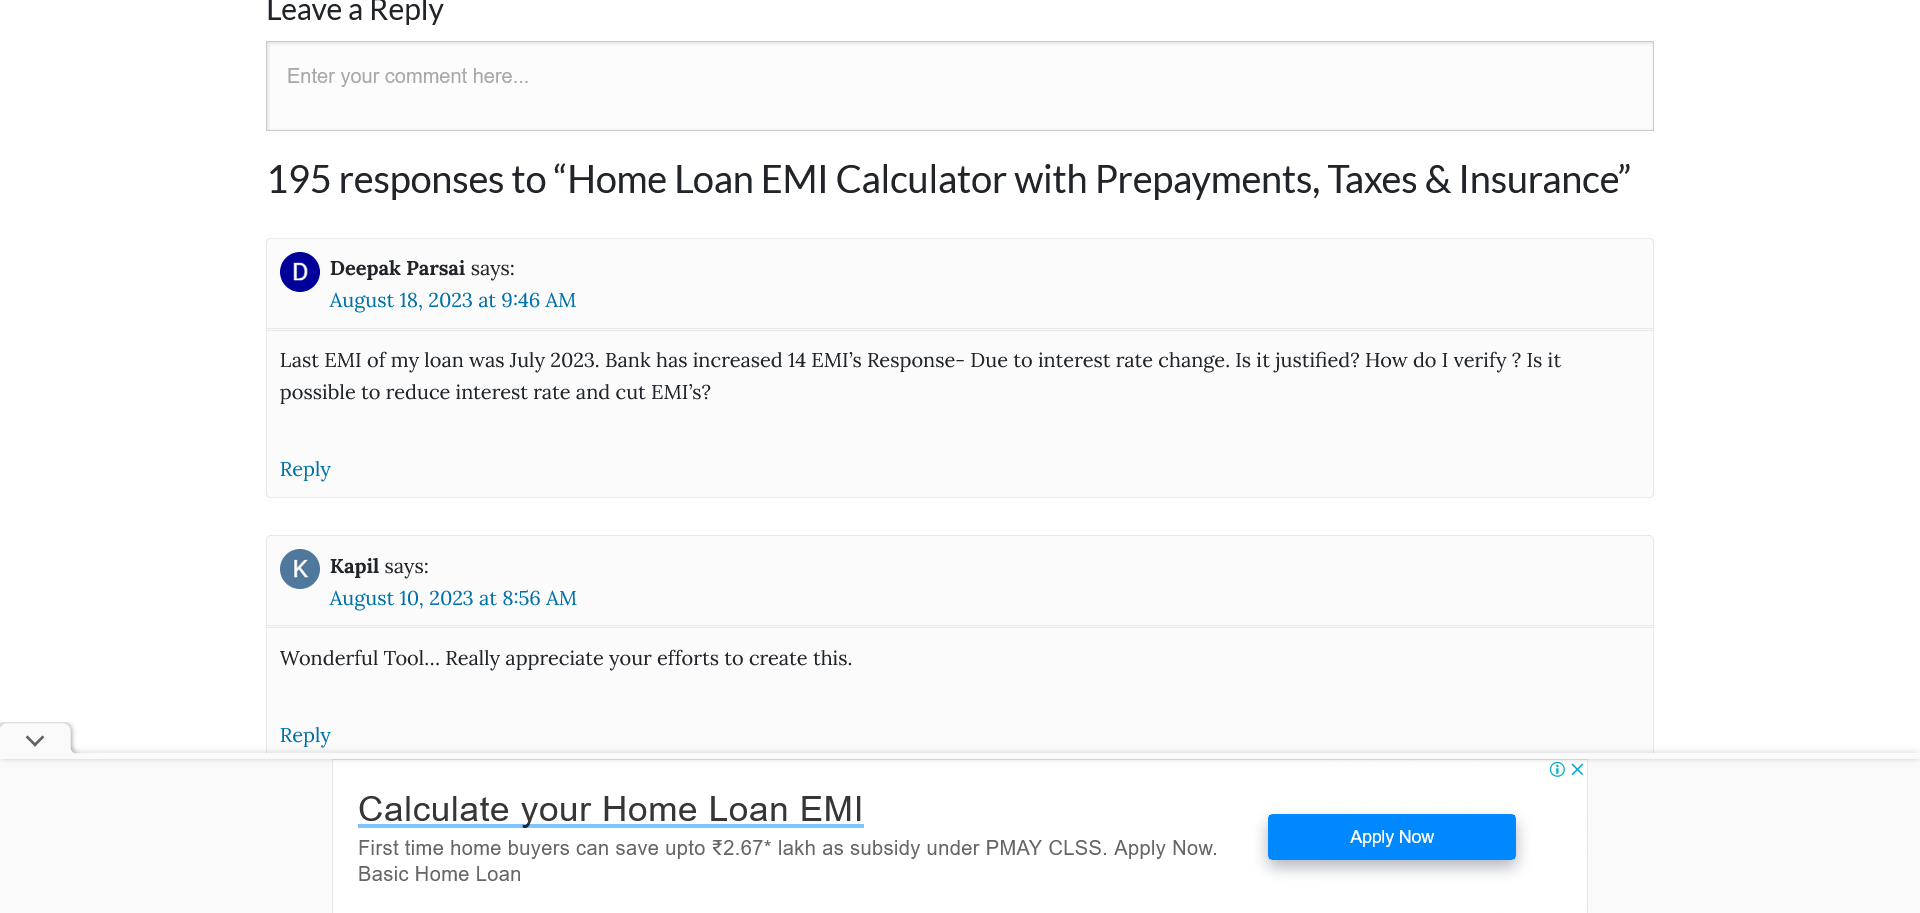 Leave a Reply
Enter your comment here...
195 responses to “Home Loan EMI Calculator with Prepayments, Taxes & Insurance”
D
Deepak Parsai says:
August 18, 2023 at 9:46 AM
Last EMI of my loan was July 2023. Bank has increased 14 EMI’s Response- Due to interest rate change. Is it justified? How do I verify ? Is it
possible to reduce interest rate and cut EMI’s?
Reply
K
Kapil says:
August 10, 2023 at 8:56 AM
Wonderful Tool… Really appreciate your efforts to create this.
Reply
Calculate your Home Loan EMI
First time home buyers can save upto ₹2.67* lakh as subsidy under PMAY CLSS. Apply Now.
Basic Home Loan
Apply Now